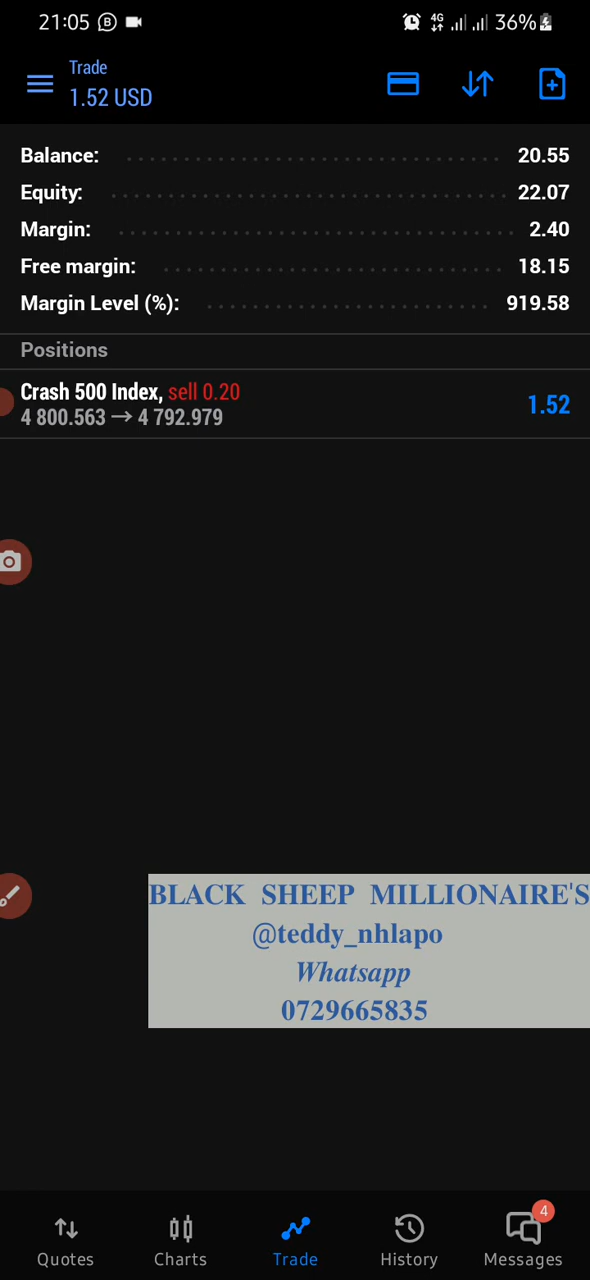 21:05 4G 36%
Trade
1.52 USD
Balance: 20.55
Equity: 22.07
Margin: 2.40
Free margin: 18.15
Margin Level (%): 919.58
Positions
Crash 500 Index, sell 0.20
4 800.563 → 4 792.979 1.52
BLACK SHEEP MILLIONAIRE'S
@teddy_nhlapo
Whatsapp
0729665835
4
Quotes Charts Trade History Messages